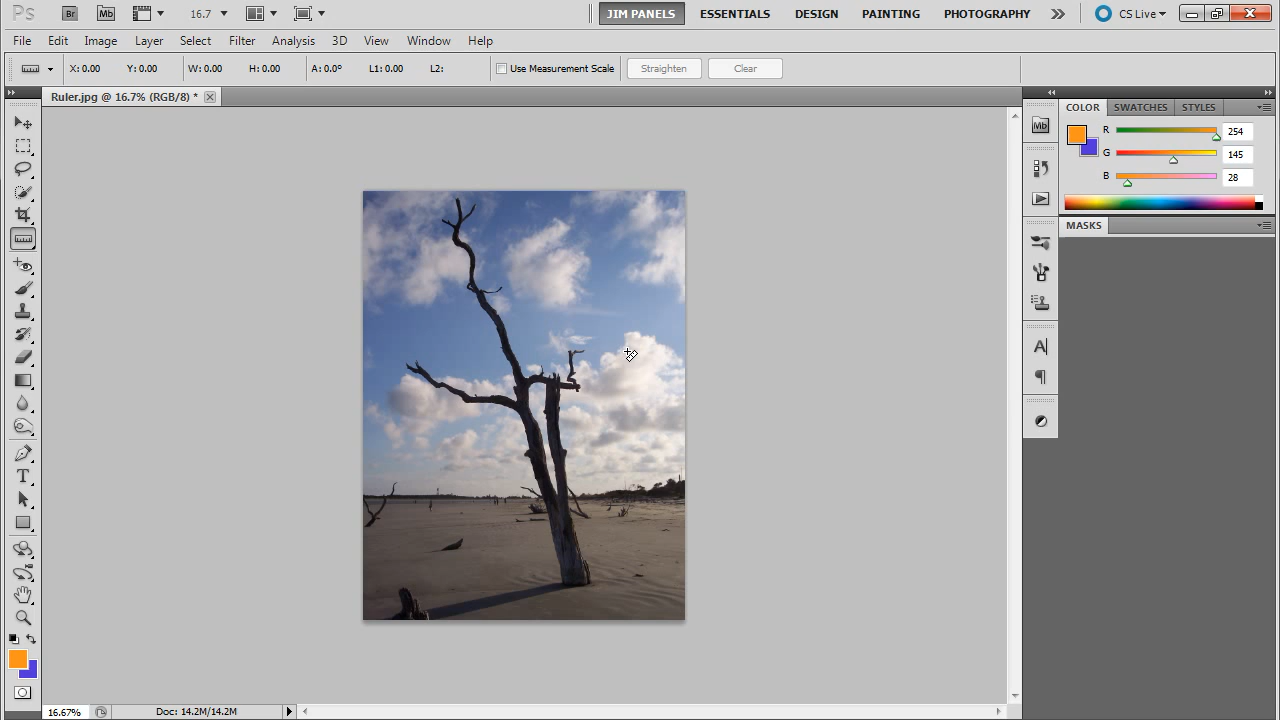 Ps Br Mb 16.7 JIM PANELS ESSENTIALS DESIGN PAINTING PHOTOGRAPHY CS Live
File Edit Image Layer Select Filter Analysis 3D View Window Help
X: 0.00 Y: 0.00 W: 0.00 H: 0.00 A: 0.0° L1: 0.00 L2: Use Measurement Scale Straighten Clear
Ruler.jpg @ 16.7% (RGB/8) *
COLOR SWATCHES STYLES
Mb
R 254
G 145
B 28
MASKS
A
T
16.67% Doc: 14.2M/14.2M